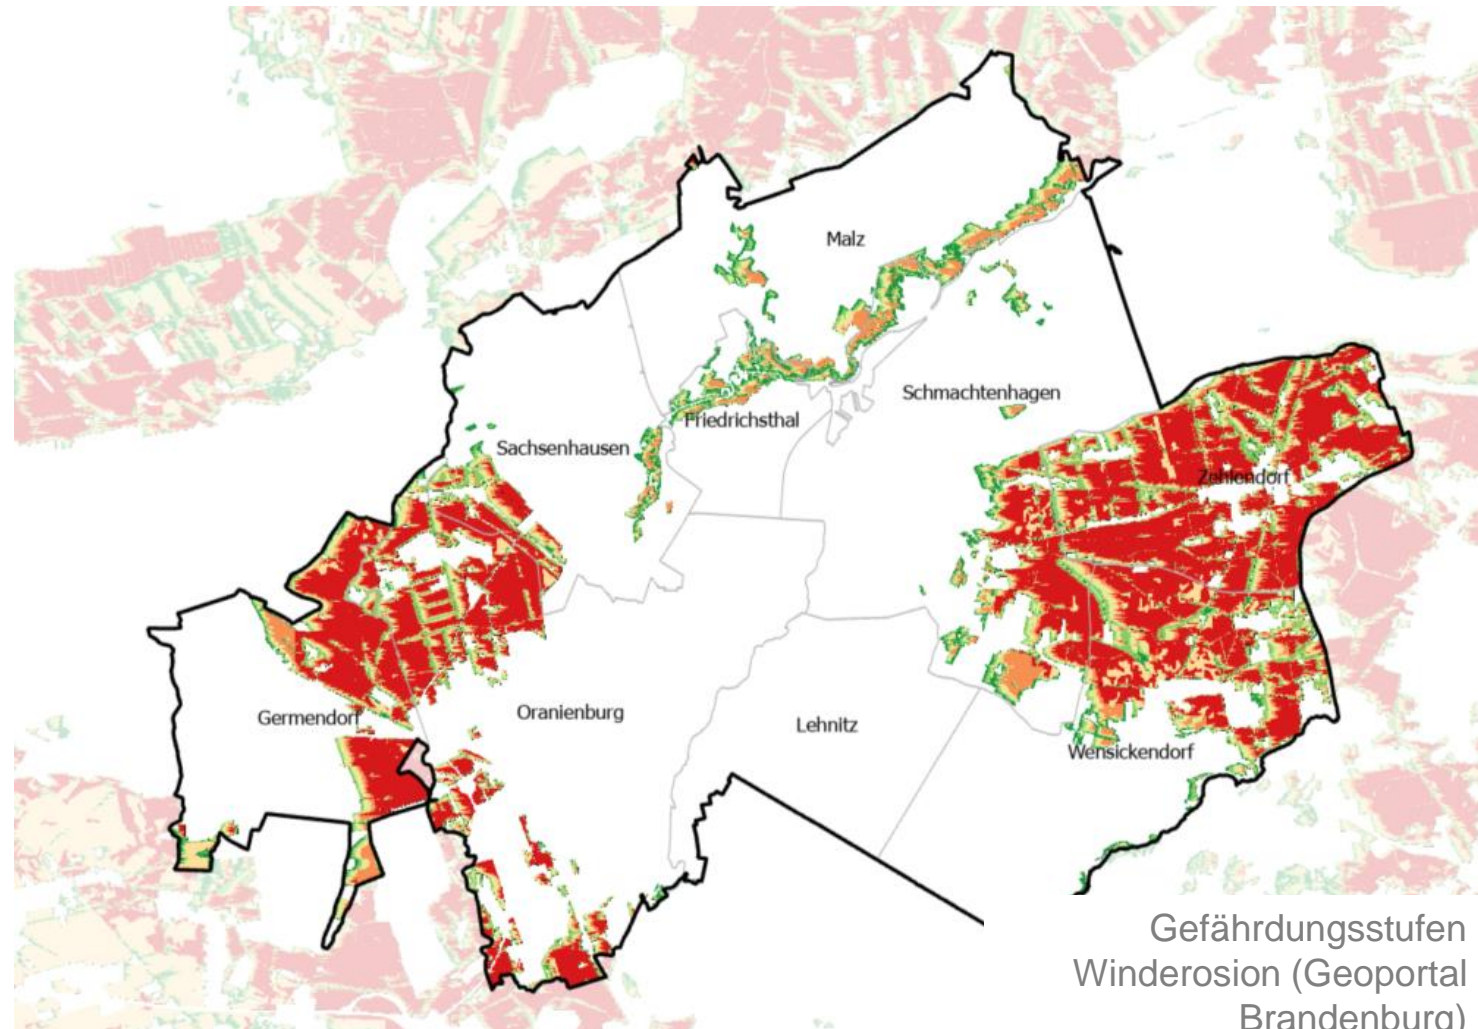 Malz
Schmachtenhagen
Friedrichsthal
Sachsenhausen
Zehlendorf
Oranienburg
Germendorf
Lehnitz
Wensickendorf
Gefährdungsstufen
Winderosion (Geoportal
Brandenburg)